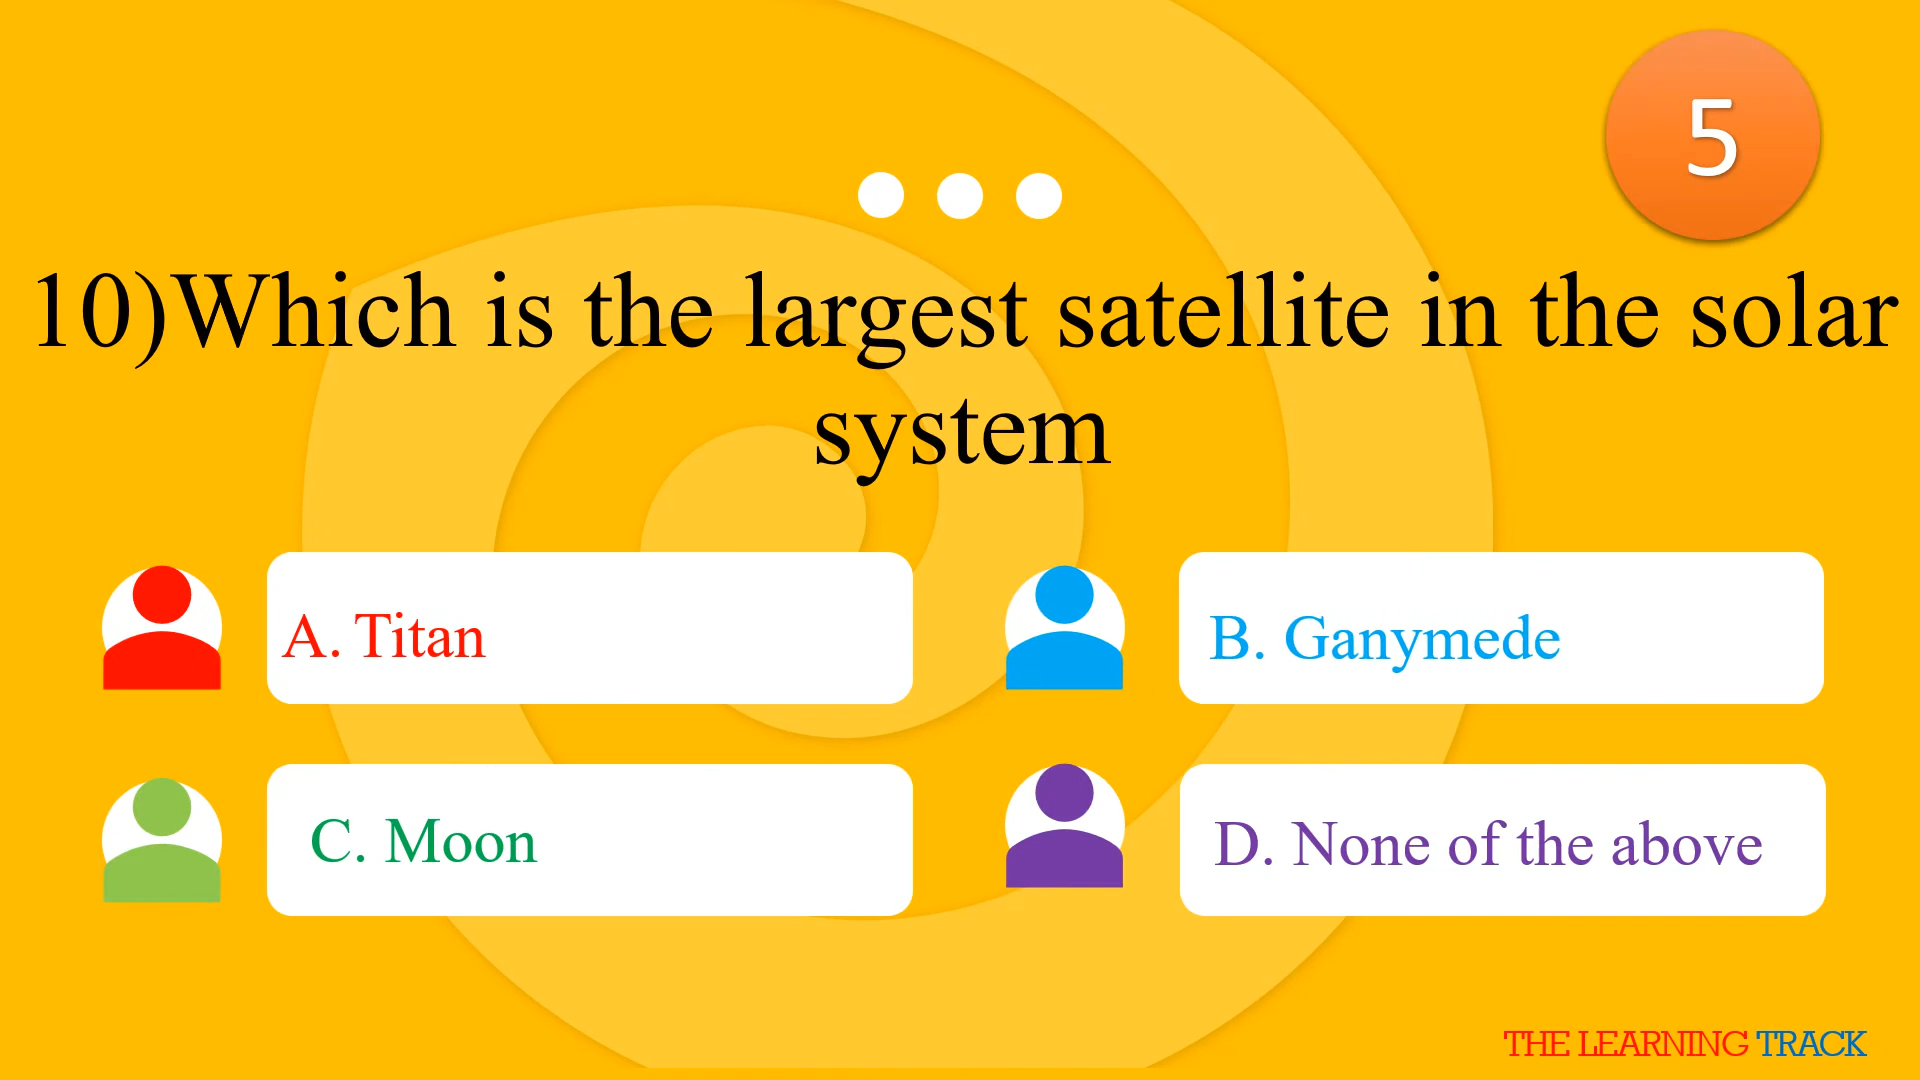 5
10)Which is the largest satellite in the solar
system
A. Titan
B. Ganymede
C. Moon
D. None of the above
THE LEARNING TRACK